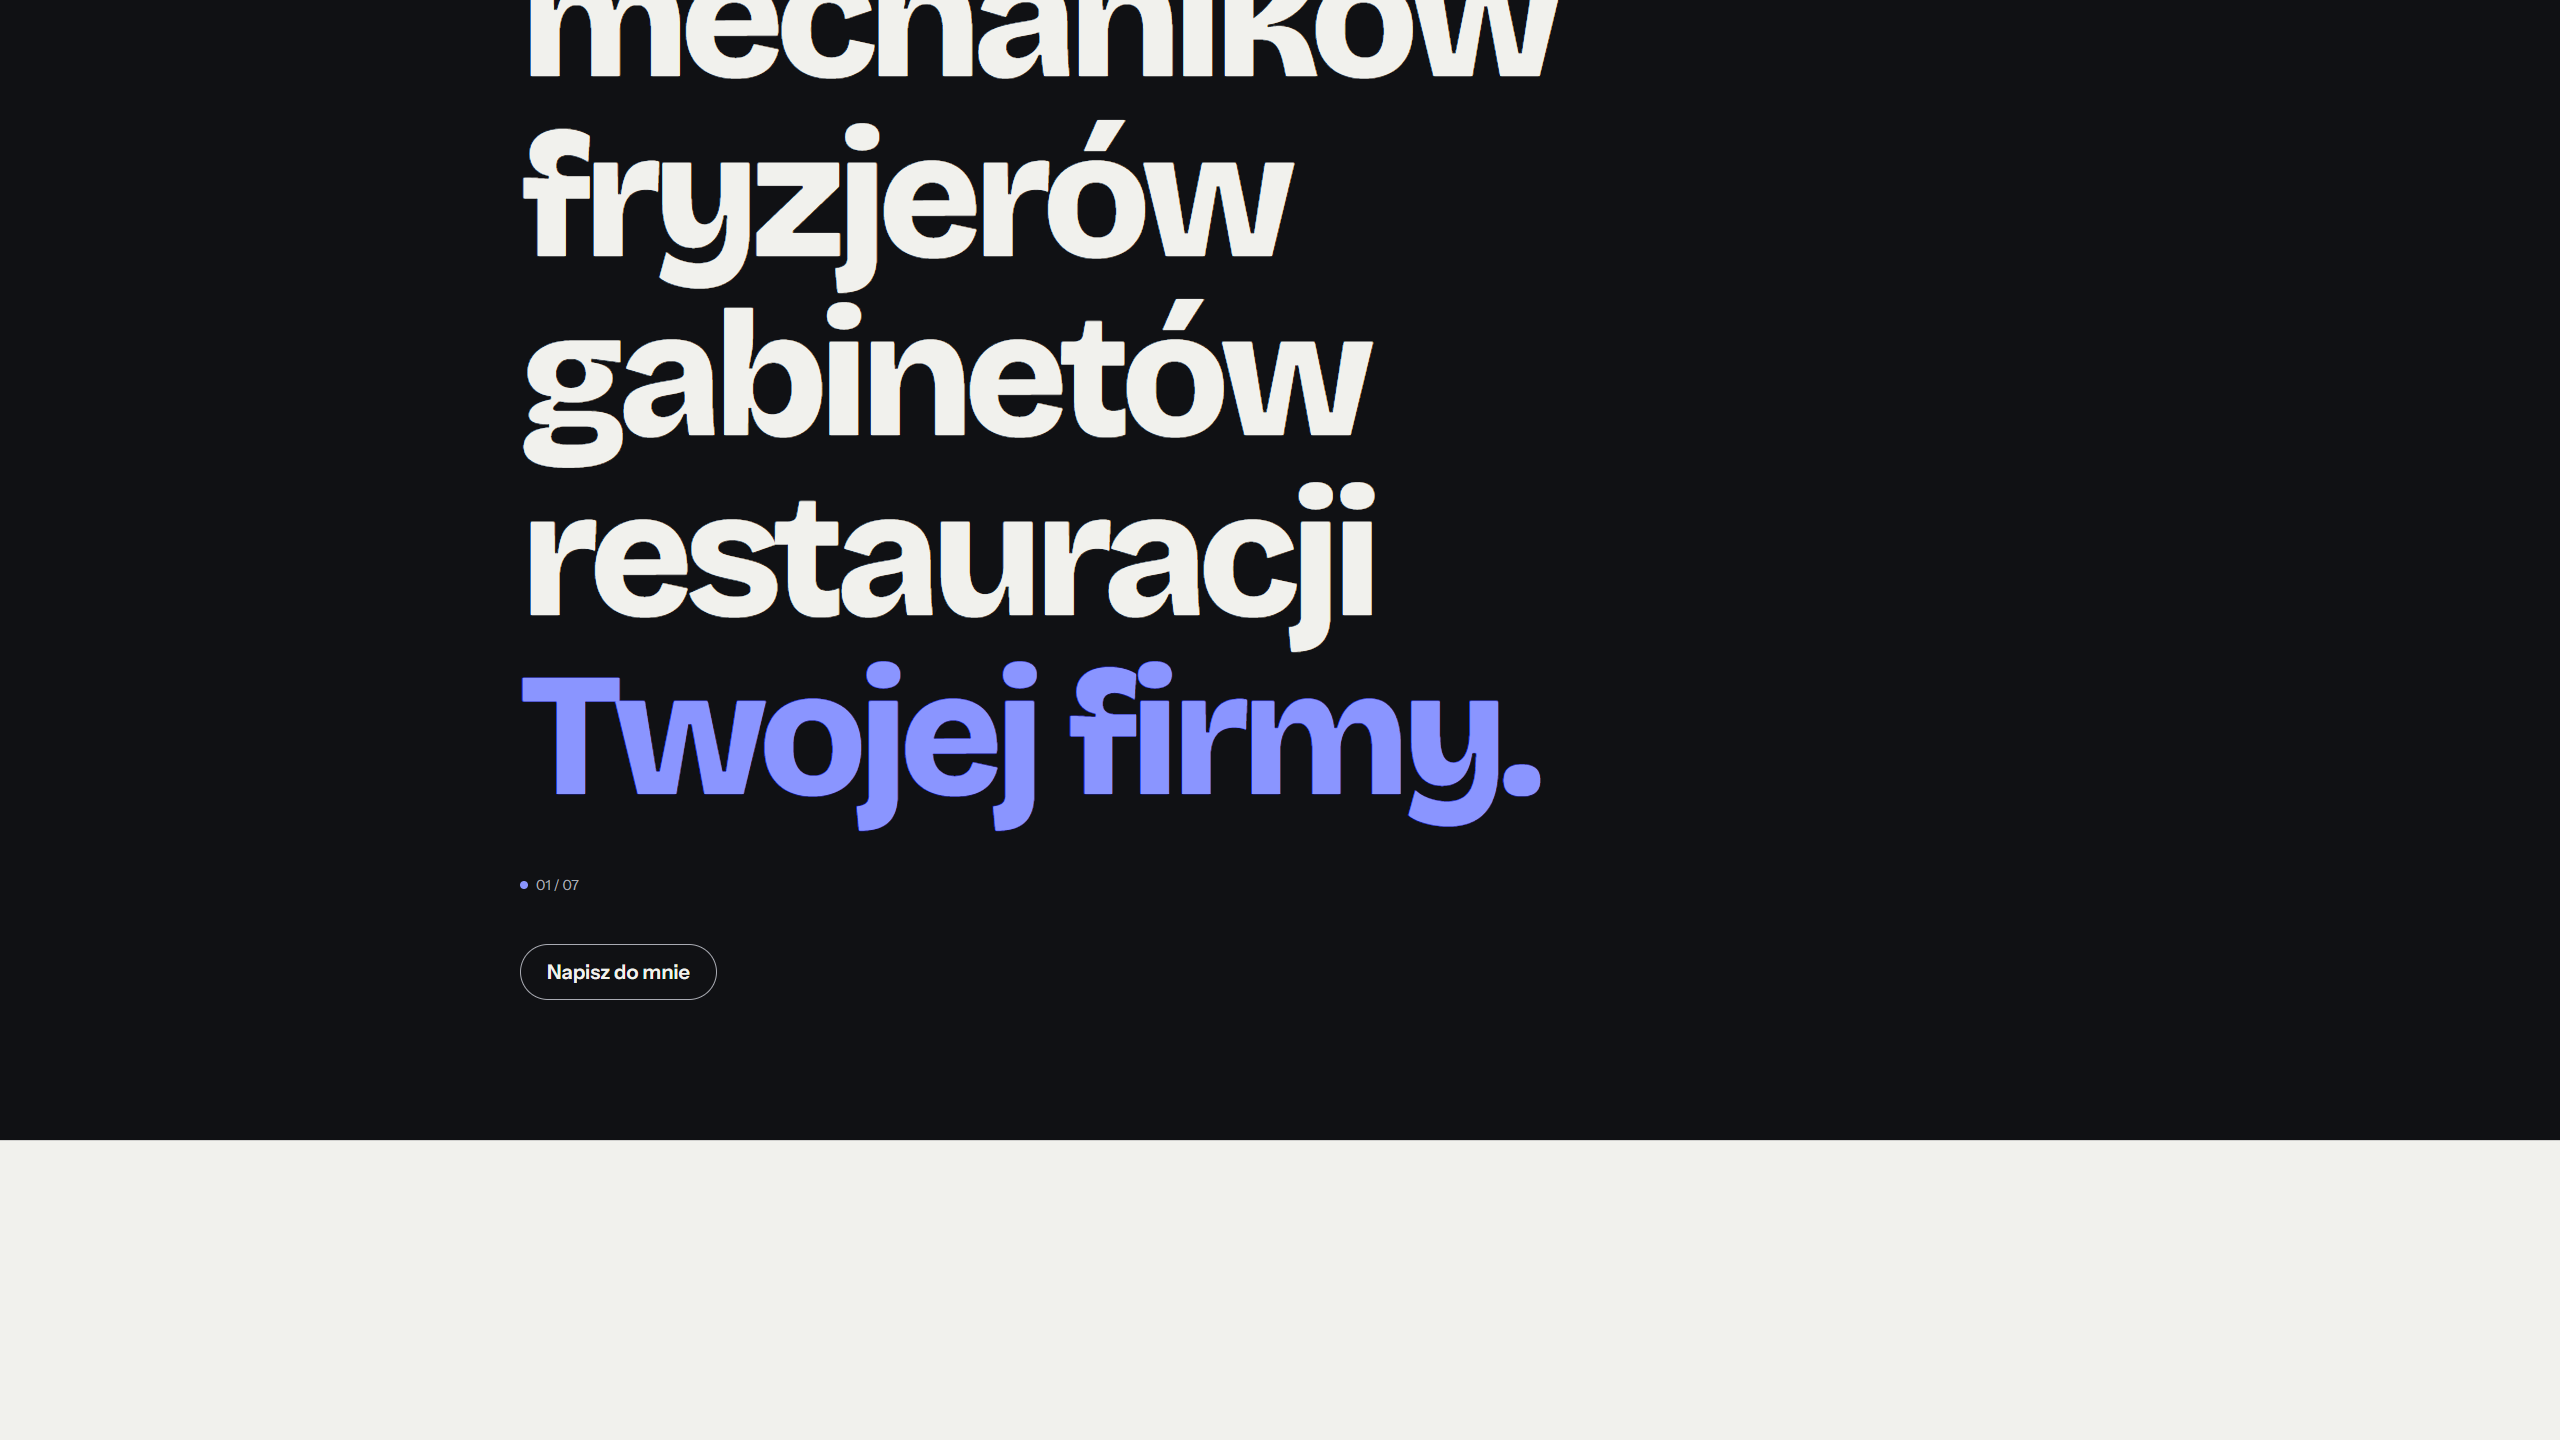 mechaników
fryzjerów
gabinetów
restauracji
Twojej firmy.
01 / 07
Napisz do mnie